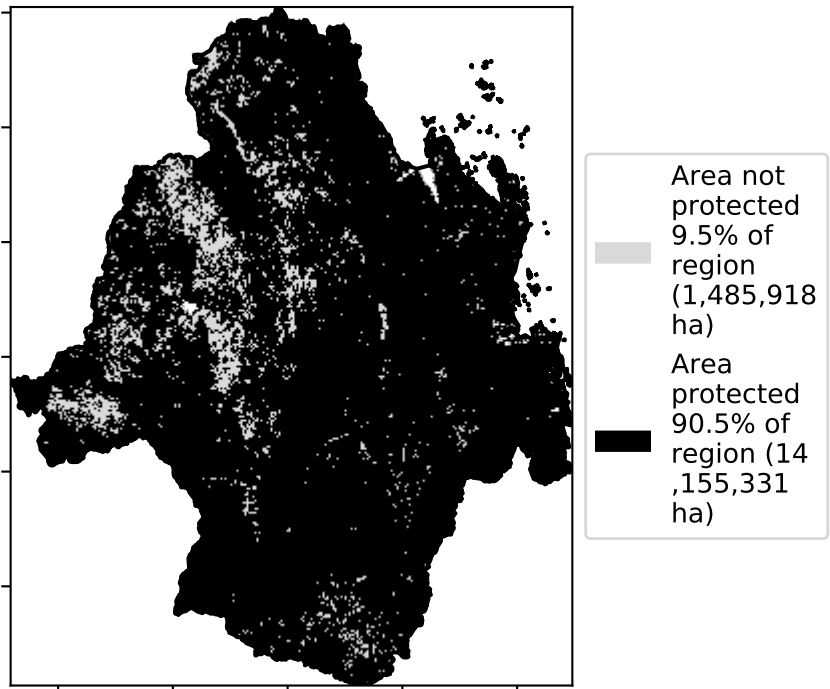 Area not
protected
9.5% of
region
(1,485,918
ha)
Area
protected
90.5% of
region (14
,155,331
ha)